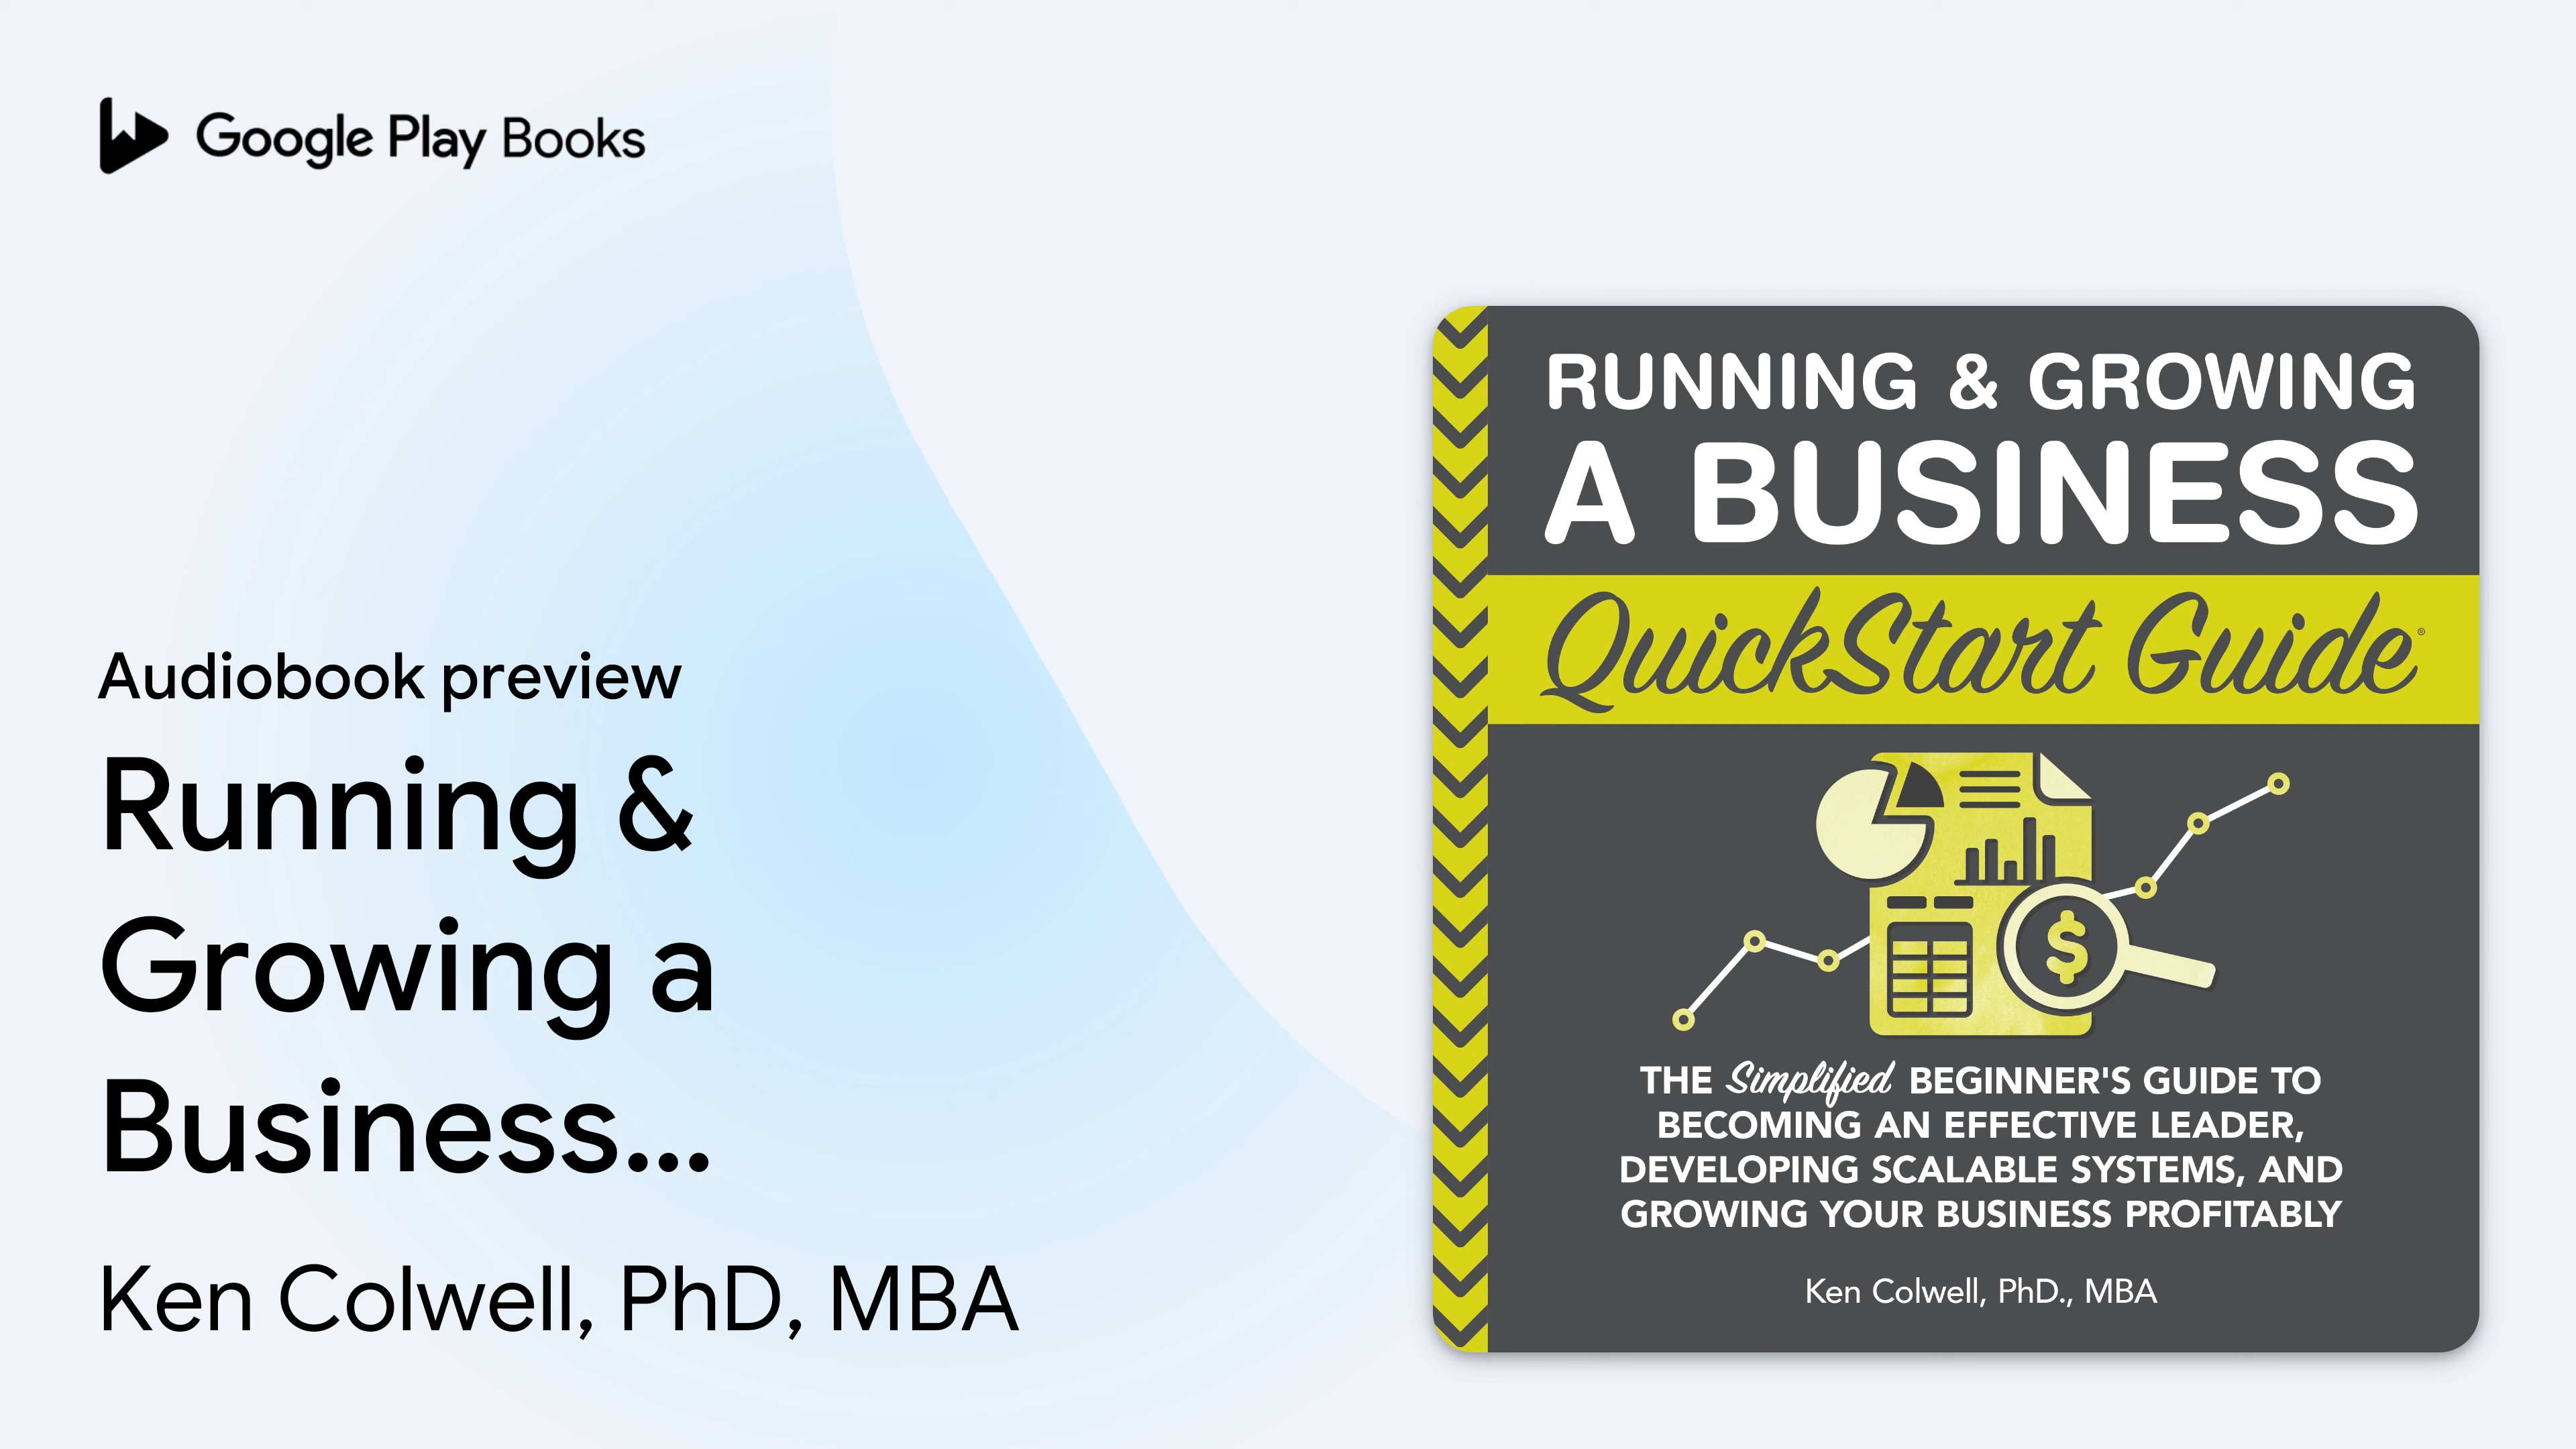 Google Play Books
Audiobook preview
Running &
Growing a
Business...
Ken Colwell, PhD, MBA
RUNNING & GROWING
A BUSINESS
QuickStart Guide®
$
THE Simplified BEGINNER'S GUIDE TO
BECOMING AN EFFECTIVE LEADER,
DEVELOPING SCALABLE SYSTEMS, AND
GROWING YOUR BUSINESS PROFITABLY
Ken Colwell, PhD., MBA